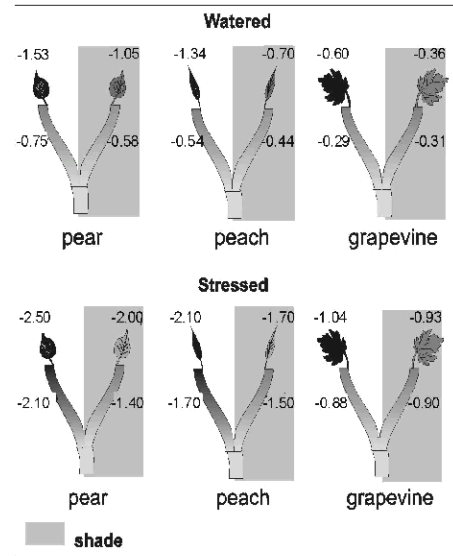 Watered
-1.53 -1.05 -1.34 -0.70 -0.60 -0.36
-0.75 -0.58 -0.54 -0.44 -0.29 -0.31
pear peach grapevine
Stressed
-2.50 -2.00 -2.10 -1.70 -1.04 -0.93
-2.10 -1.40 -1.70 -1.50 -0.88 -0.90
pear peach grapevine
shade